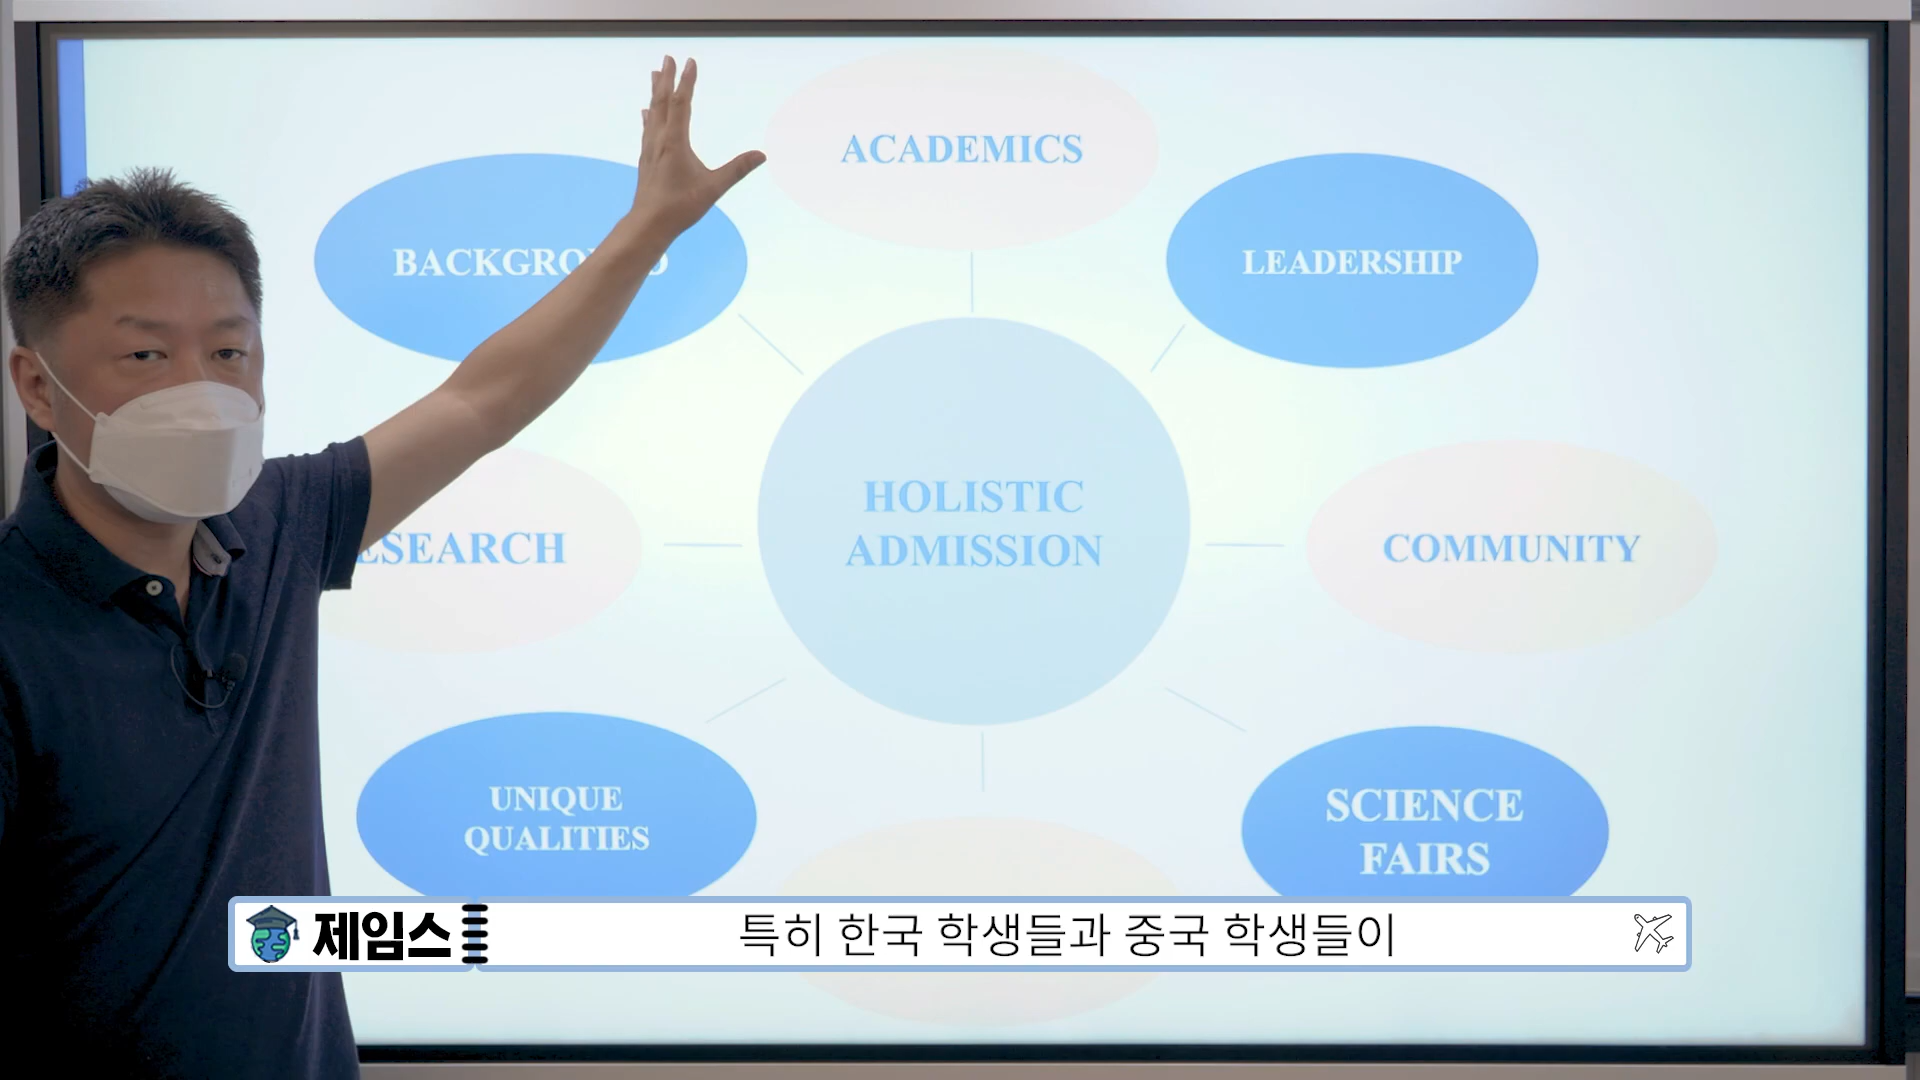 ACADEMICS
LEADERSHIP
HOLISTIC
ADMISSION
COMMUNITY
UNIQUE
QUALITIES
SCIENCE
FAIRS
제임스
특히 한국 학생들과 중국 학생들이